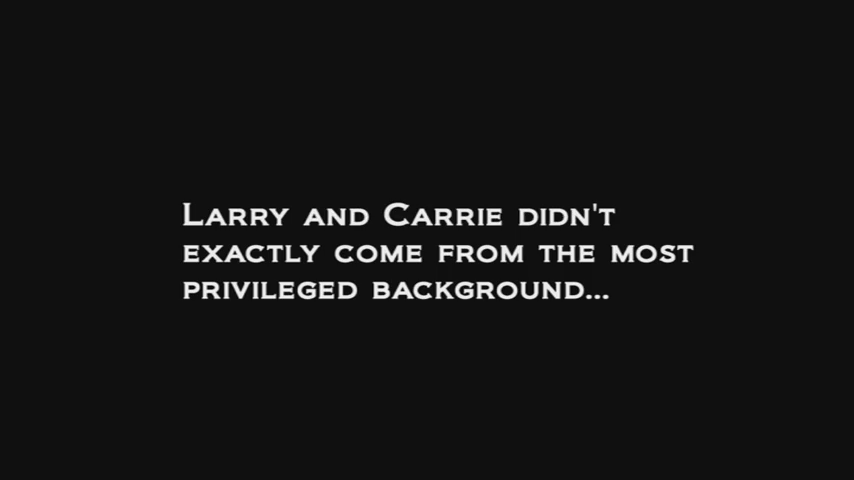 Larry and Carrie didn't
exactly come from the most
privileged background...